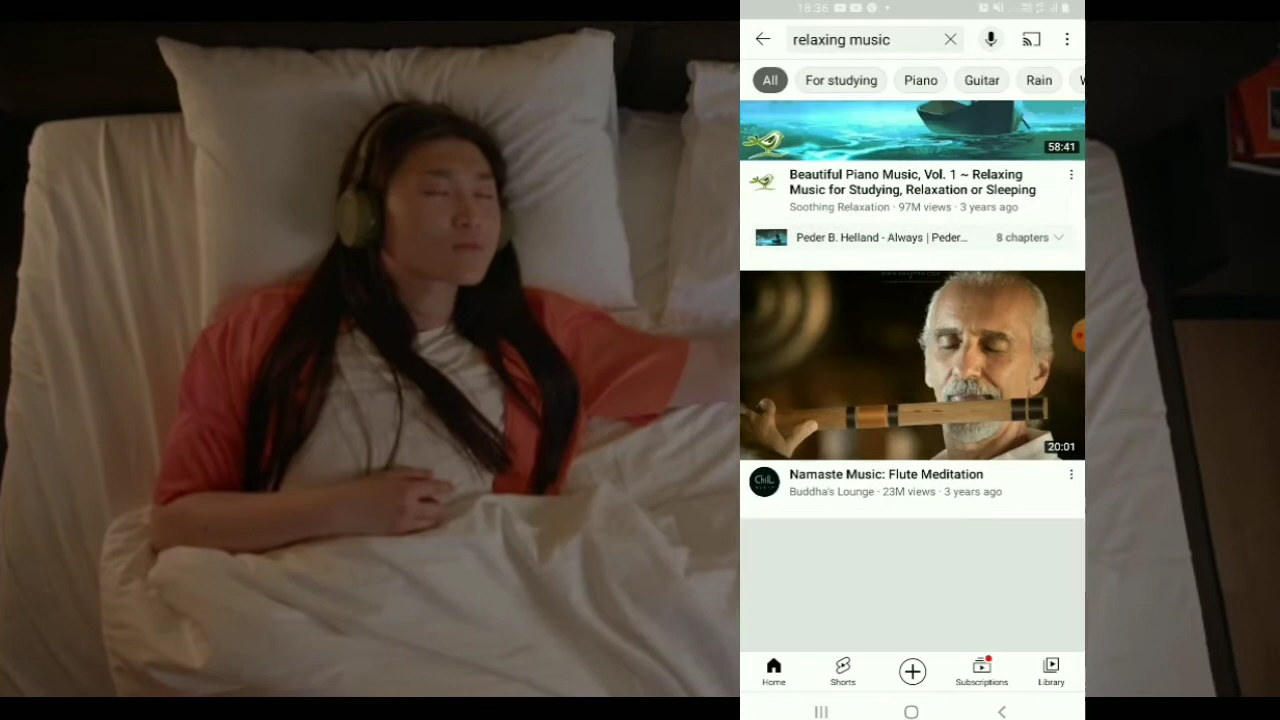 18:36
relaxing music
All
For studying
Piano
Guitar
Rain
58:41
Beautiful Piano Music, Vol. 1 ~ Relaxing
Music for Studying, Relaxation or Sleeping
Soothing Relaxation · 97M views · 3 years ago
Peder B. Helland - Always | Peder...
8 chapters
20:01
Namaste Music: Flute Meditation
Buddha's Lounge · 23M views · 3 years ago
Home
Shorts
Subscriptions
Library